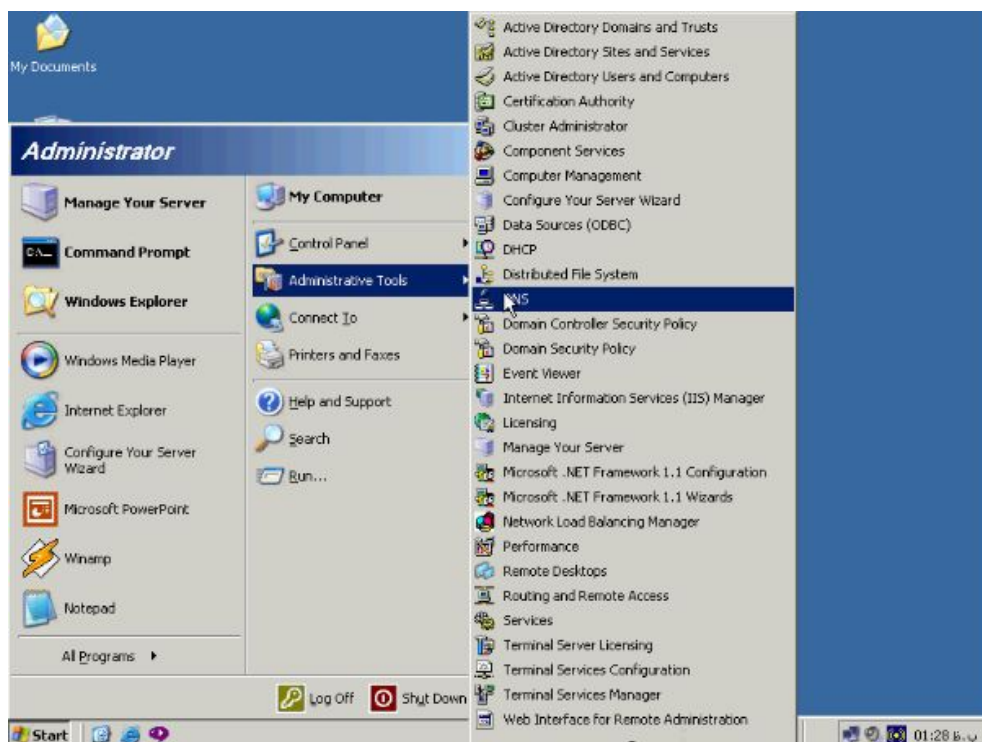 My Documents
Administrator
Manage Your Server
Command Prompt
Windows Explorer
Windows Media Player
Internet Explorer
Configure Your Server
Wizard
Microsoft PowerPoint
Winamp
Notepad
All Programs
My Computer
Control Panel
Administrative Tools
Connect To
Printers and Faxes
Help and Support
Search
Run...
Log Off
Shut Down
Active Directory Domains and Trusts
Active Directory Sites and Services
Active Directory Users and Computers
Certification Authority
Cluster Administrator
Component Services
Computer Management
Configure Your Server Wizard
Data Sources (ODBC)
DHCP
Distributed File System
DNS
Domain Controller Security Policy
Domain Security Policy
Event Viewer
Internet Information Services (IIS) Manager
Licensing
Manage Your Server
Microsoft .NET Framework 1.1 Configuration
Microsoft .NET Framework 1.1 Wizards
Network Load Balancing Manager
Performance
Remote Desktops
Routing and Remote Access
Services
Terminal Server Licensing
Terminal Services Configuration
Terminal Services Manager
Web Interface for Remote Administration
Start
01:28 ب.ظ